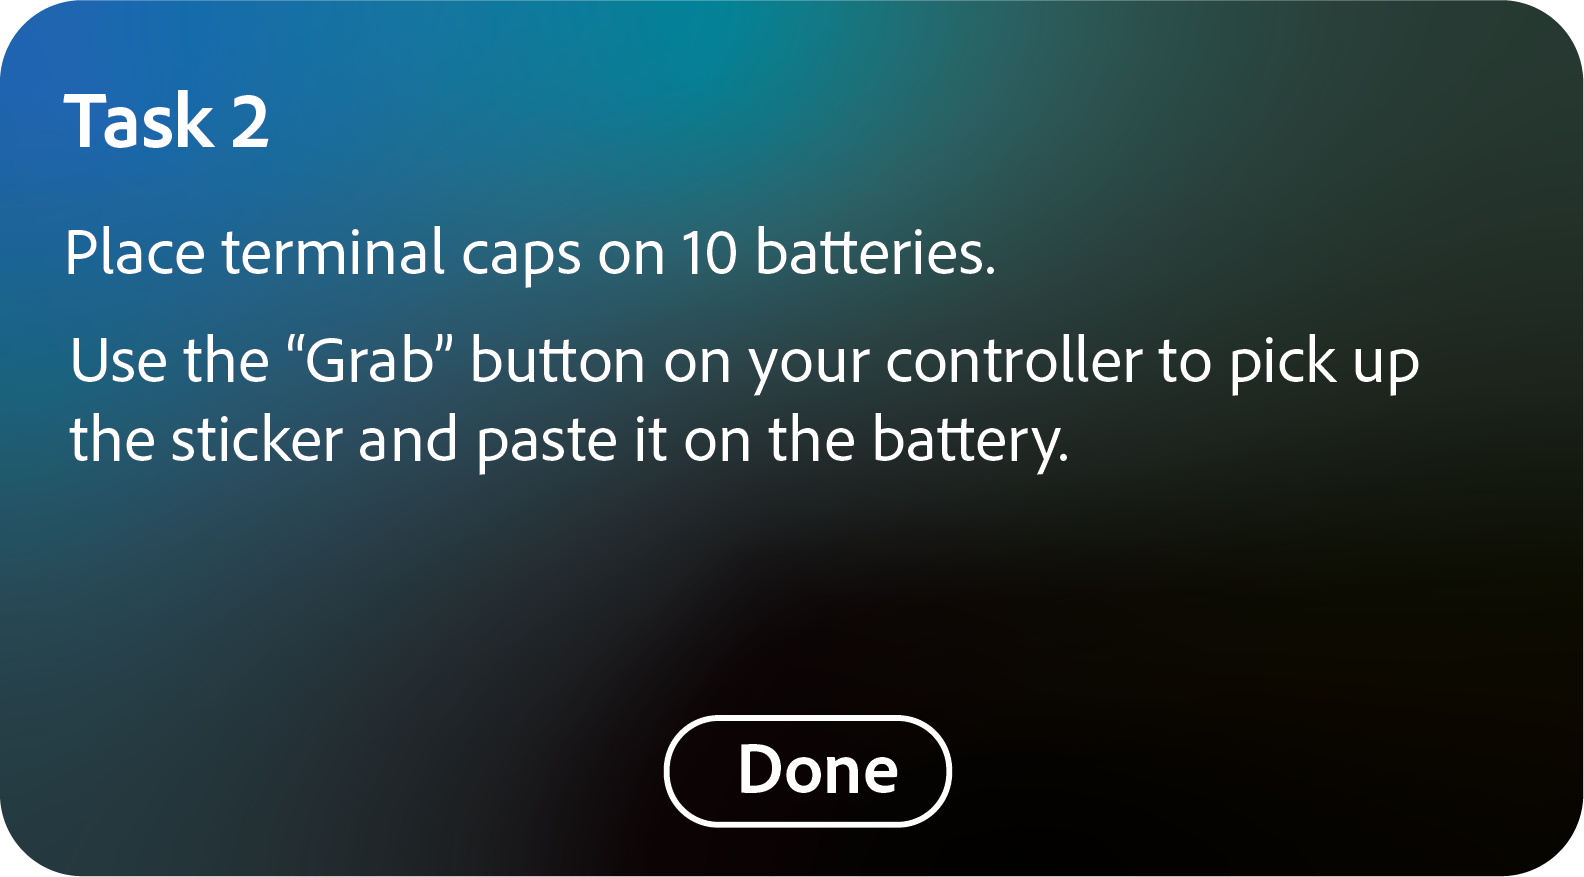 Task 2
Place terminal caps on 10 batteries.
Use the “Grab” button on your controller to pick up
the sticker and paste it on the battery.
Done